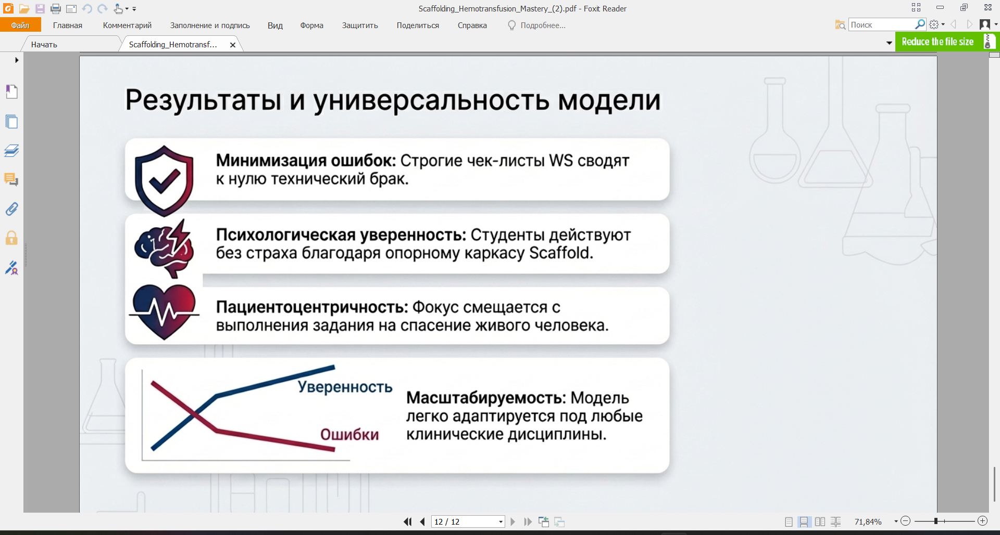 Scaffolding_Hemotransfusion_Mastery_(2).pdf - Foxit Reader
Файл Главная Комментарий Заполнение и подпись Вид Форма Защитить Поделиться Справка Подробнее... Поиск
Начать Scaffolding_Hemotransf... Reduce the file size
Результаты и универсальность модели
Минимизация ошибок: Строгие чек-листы WS сводят
к нулю технический брак.
Психологическая уверенность: Студенты действуют
без страха благодаря опорному каркасу Scaffold.
Пациентоцентричность: Фокус смещается с
выполнения задания на спасение живого человека.
Уверенность
Ошибки
Масштабируемость: Модель
легко адаптируется под любые
клинические дисциплины.
12 / 12 71,84%